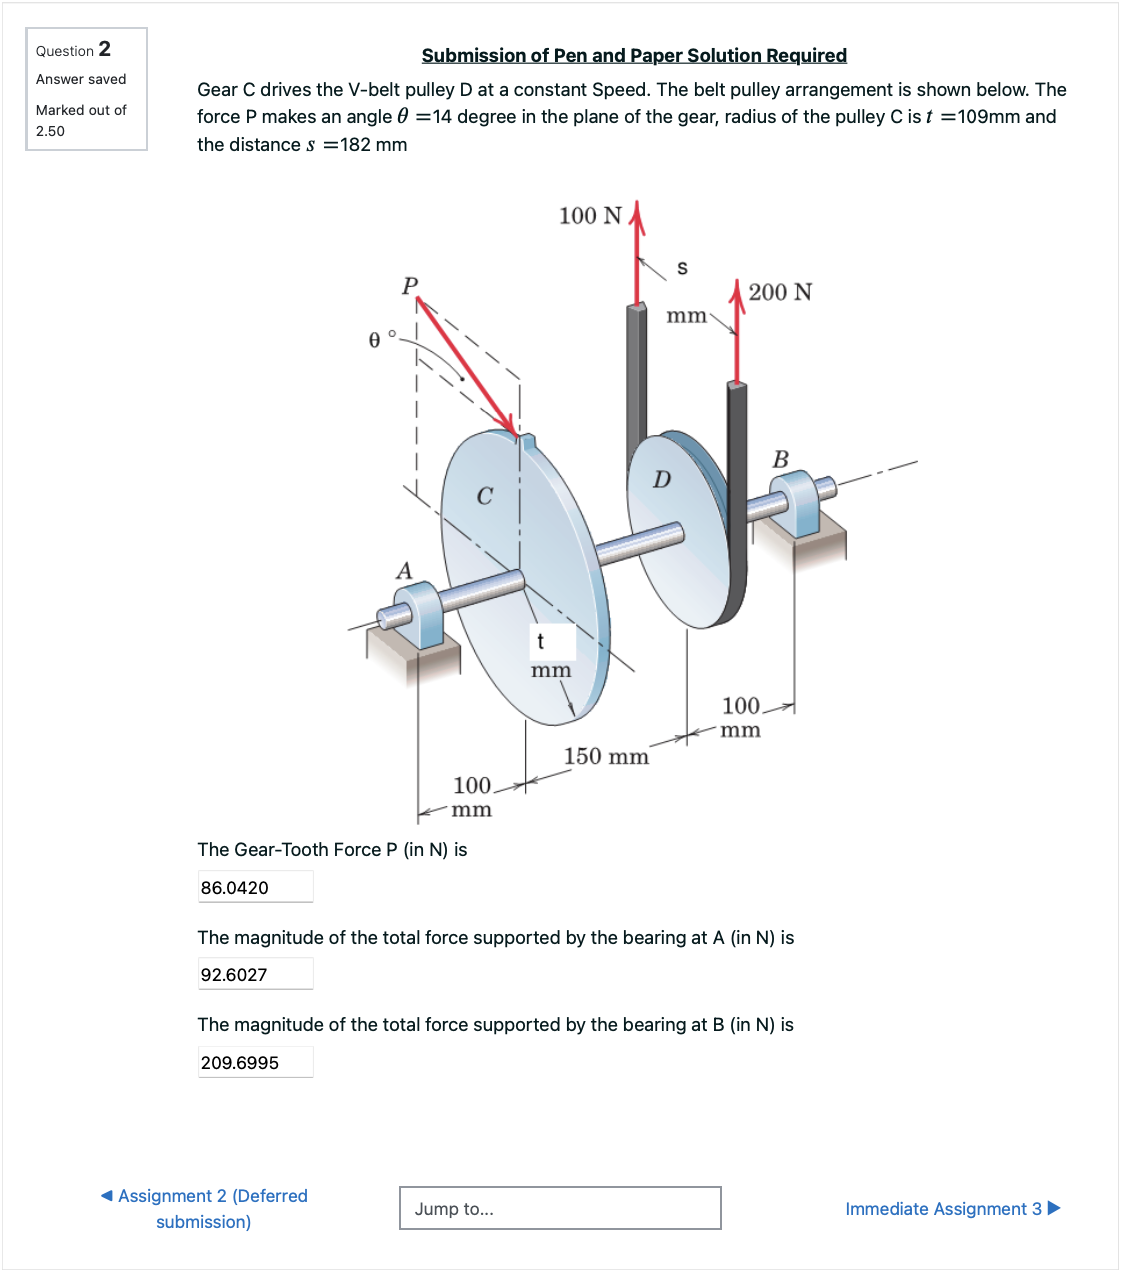 Question 2
Answer saved
Marked out of
2.50
Submission of Pen and Paper Solution Required
Gear C drives the V-belt pulley D at a constant Speed. The belt pulley arrangement is shown below. The
force P makes an angle θ =14 degree in the plane of the gear, radius of the pulley C is t =109mm and
the distance s =182 mm
100 N
s
P
200 N
mm
θ °
B
D
C
A
t
mm
100
mm
150 mm
100
mm
The Gear-Tooth Force P (in N) is
86.0420
The magnitude of the total force supported by the bearing at A (in N) is
92.6027
The magnitude of the total force supported by the bearing at B (in N) is
209.6995
◄ Assignment 2 (Deferred
submission)
Jump to...
Immediate Assignment 3 ►